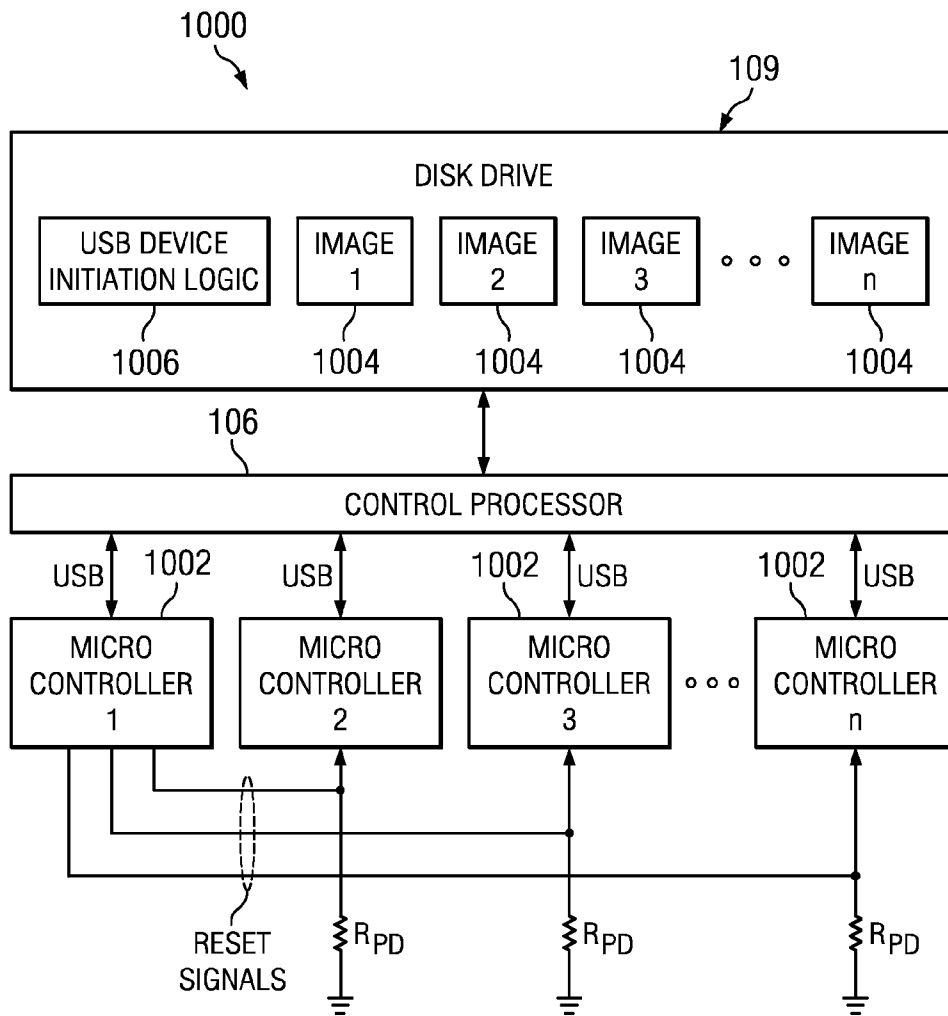 1000
109
DISK DRIVE
USB DEVICE
INITIATION LOGIC
IMAGE
1
IMAGE
2
IMAGE
3
IMAGE
n
1006
1004
1004
1004
1004
106
CONTROL PROCESSOR
USB
1002
USB
1002
USB
1002
USB
MICRO
CONTROLLER
1
MICRO
CONTROLLER
2
MICRO
CONTROLLER
3
MICRO
CONTROLLER
n
RESET
SIGNALS
RPD
RPD
RPD